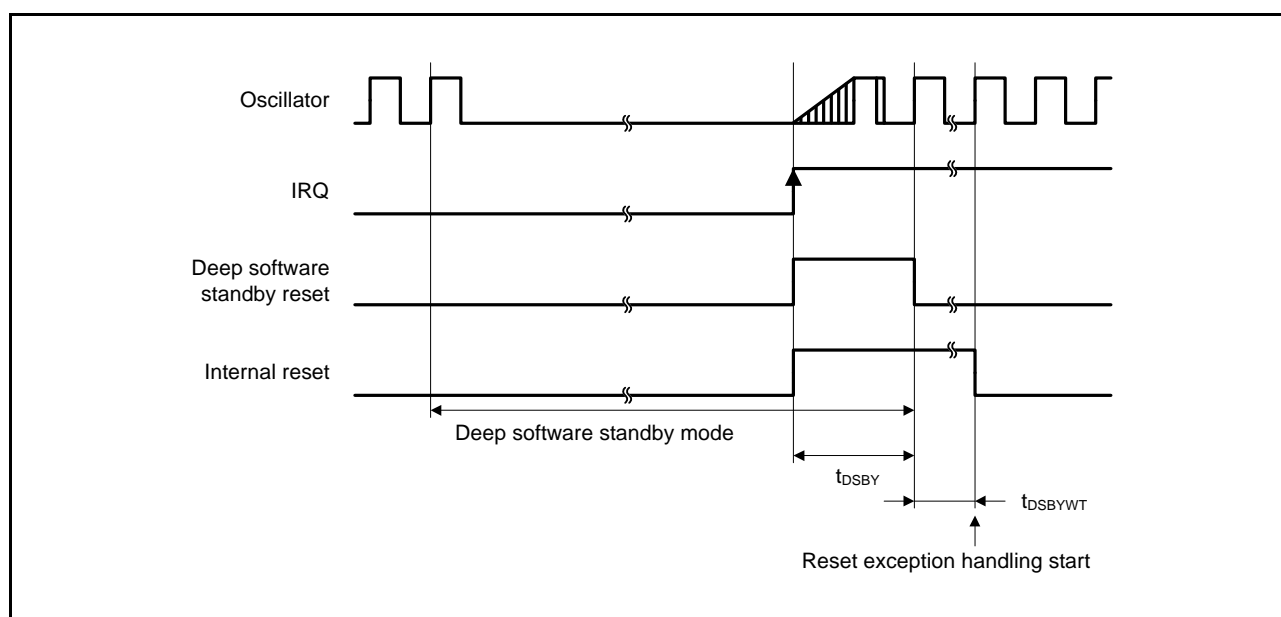 Oscillator
IRQ
Deep software
standby reset
Internal reset
Deep software standby mode
tDSBY
tDSBYWT
Reset exception handling start